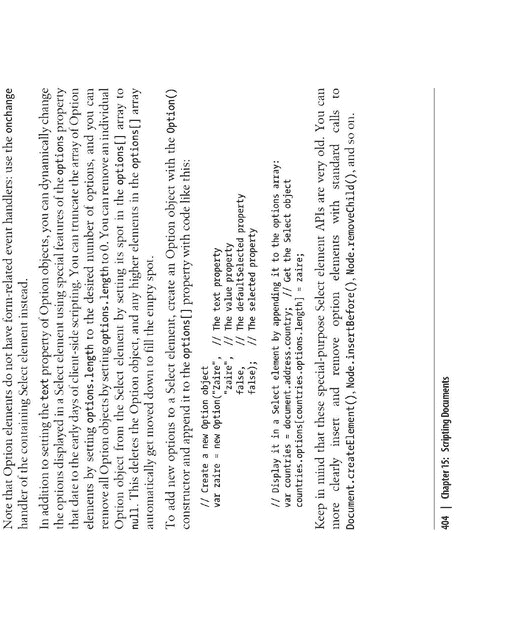 Note that Option elements do not have form-related event handlers: use the onchange
handler of the containing Select element instead.
In addition to setting the text property of Option objects, you can dynamically change
the options displayed in a Select element using special features of the options property
that date to the early days of client-side scripting. You can truncate the array of Option
elements by setting options.length to the desired number of options, and you can
remove all Option objects by setting options.length to 0. You can remove an individual
Option object from the Select element by setting its spot in the options[] array to
null. This deletes the Option object, and any higher elements in the options[] array
automatically get moved down to fill the empty spot.
To add new options to a Select element, create an Option object with the Option()
constructor and append it to the options[] property with code like this:
// Create a new Option object
var zaire = new Option("Zaire", // The text property
"zaire", // The value property
false, // The defaultSelected property
false); // The selected property
// Display it in a Select element by appending it to the options array:
var countries = document.address.country; // Get the Select object
countries.options[countries.options.length] = zaire;
Keep in mind that these special-purpose Select element APIs are very old. You can
more clearly insert and remove option elements with standard calls to
Document.createElement(), Node.insertBefore(), Node.removeChild(), and so on.
404 | Chapter 15: Scripting Documents